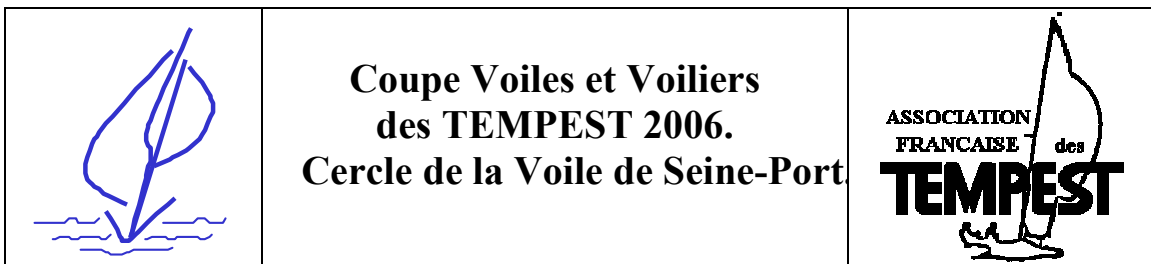 Coupe Voiles et Voiliers
des TEMPEST 2006.
Cercle de la Voile de Seine-Port.
ASSOCIATION
FRANCAISE des
TEMPEST